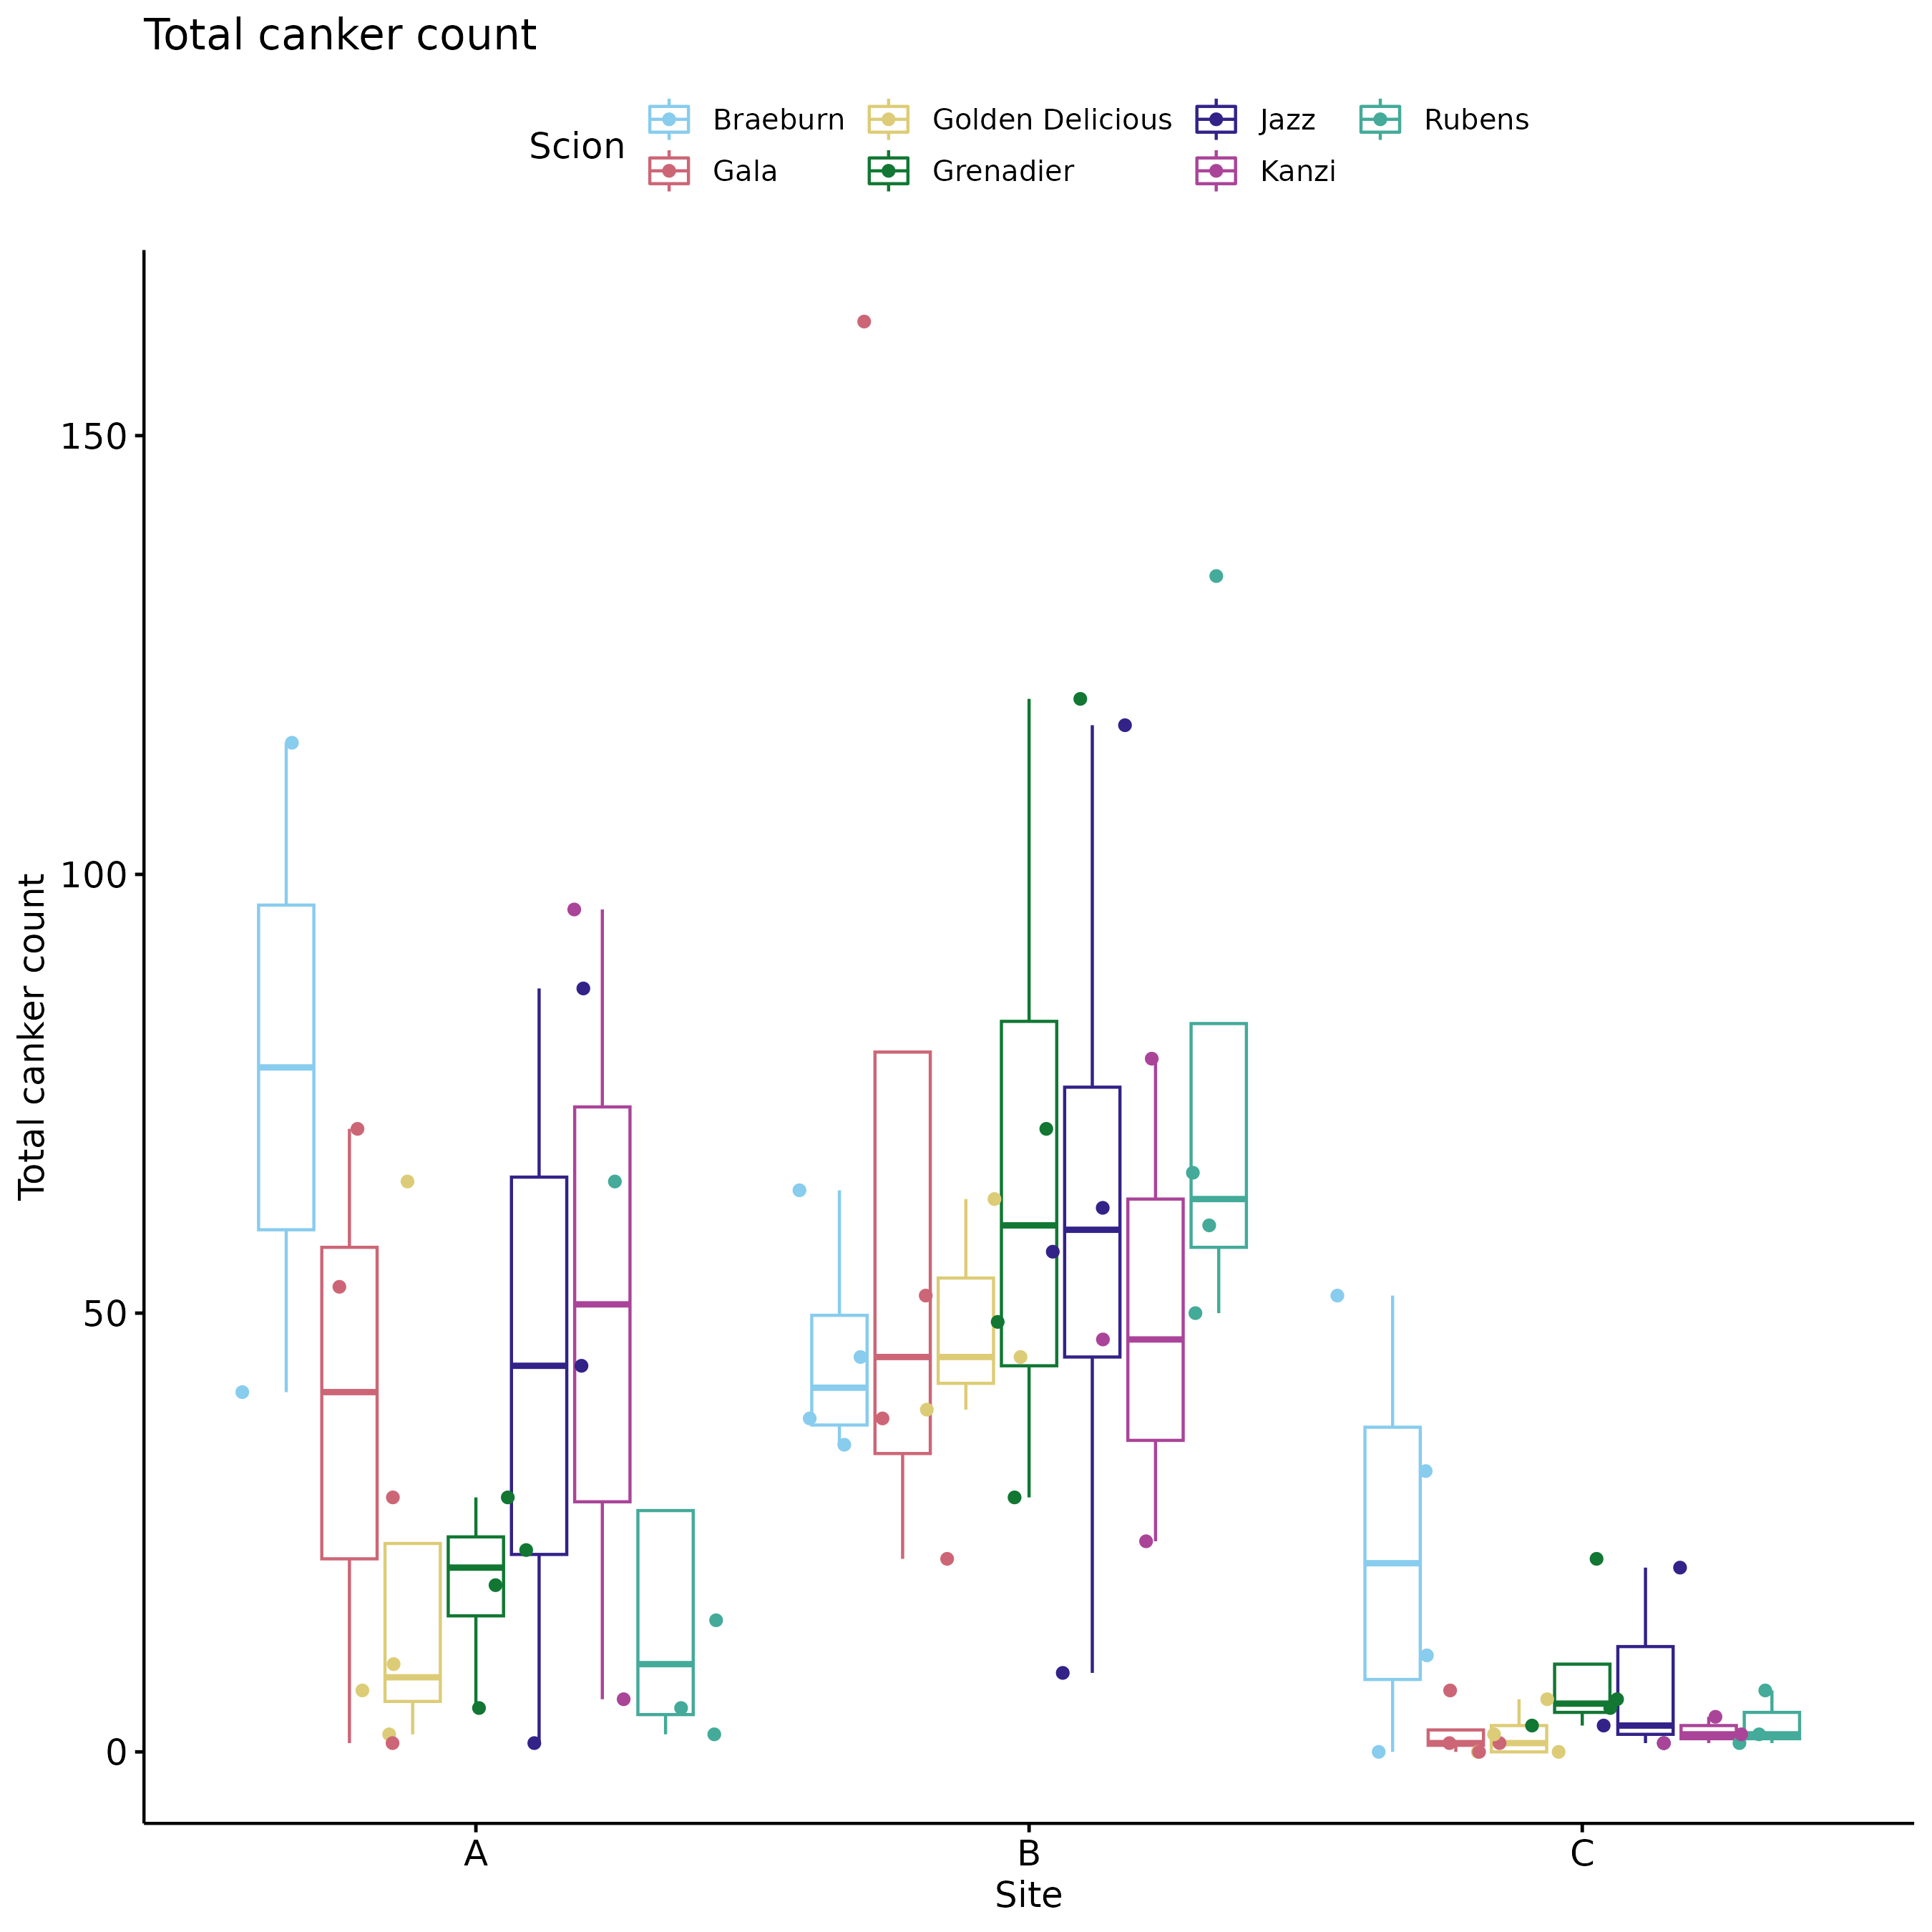 Total canker count
Scion
Braeburn
Golden Delicious
Jazz
Rubens
Gala
Grenadier
Kanzi
150
100
50
0
Total canker count
A
B
C
Site